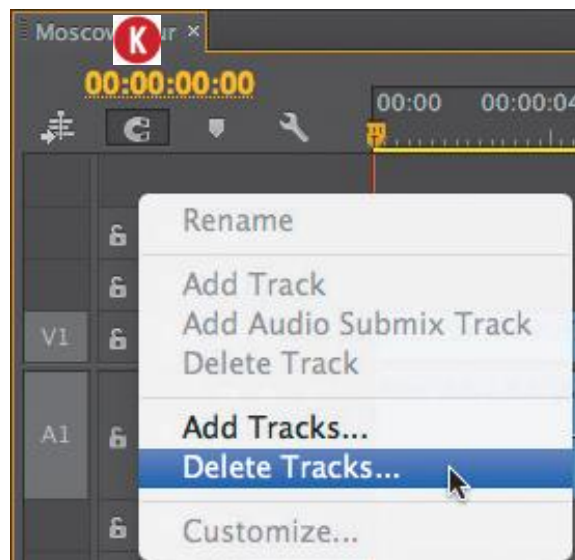 Mosco ur ×
K
00:00:00:00
00:00 00:00:04
Rename
Add Track
Add Audio Submix Track
V1
Delete Track
A1
Add Tracks...
Delete Tracks...
Customize...